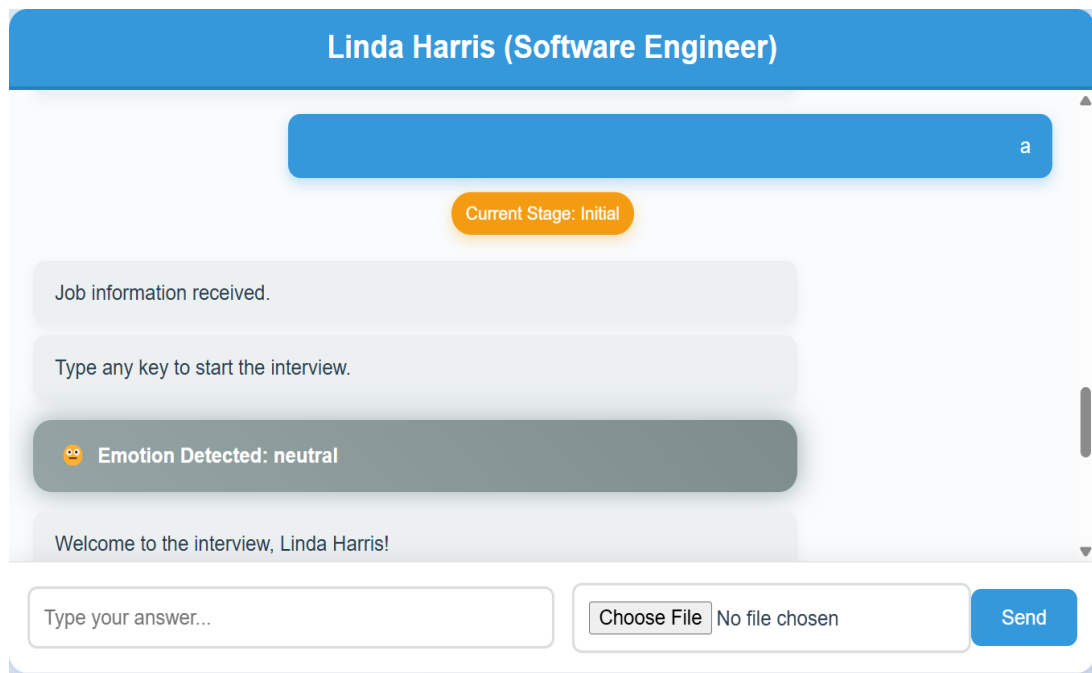 Linda Harris (Software Engineer)
a
Current Stage: Initial
Job information received.
Type any key to start the interview.
Emotion Detected: neutral
Welcome to the interview, Linda Harris!
Type your answer...
Choose File No file chosen
Send